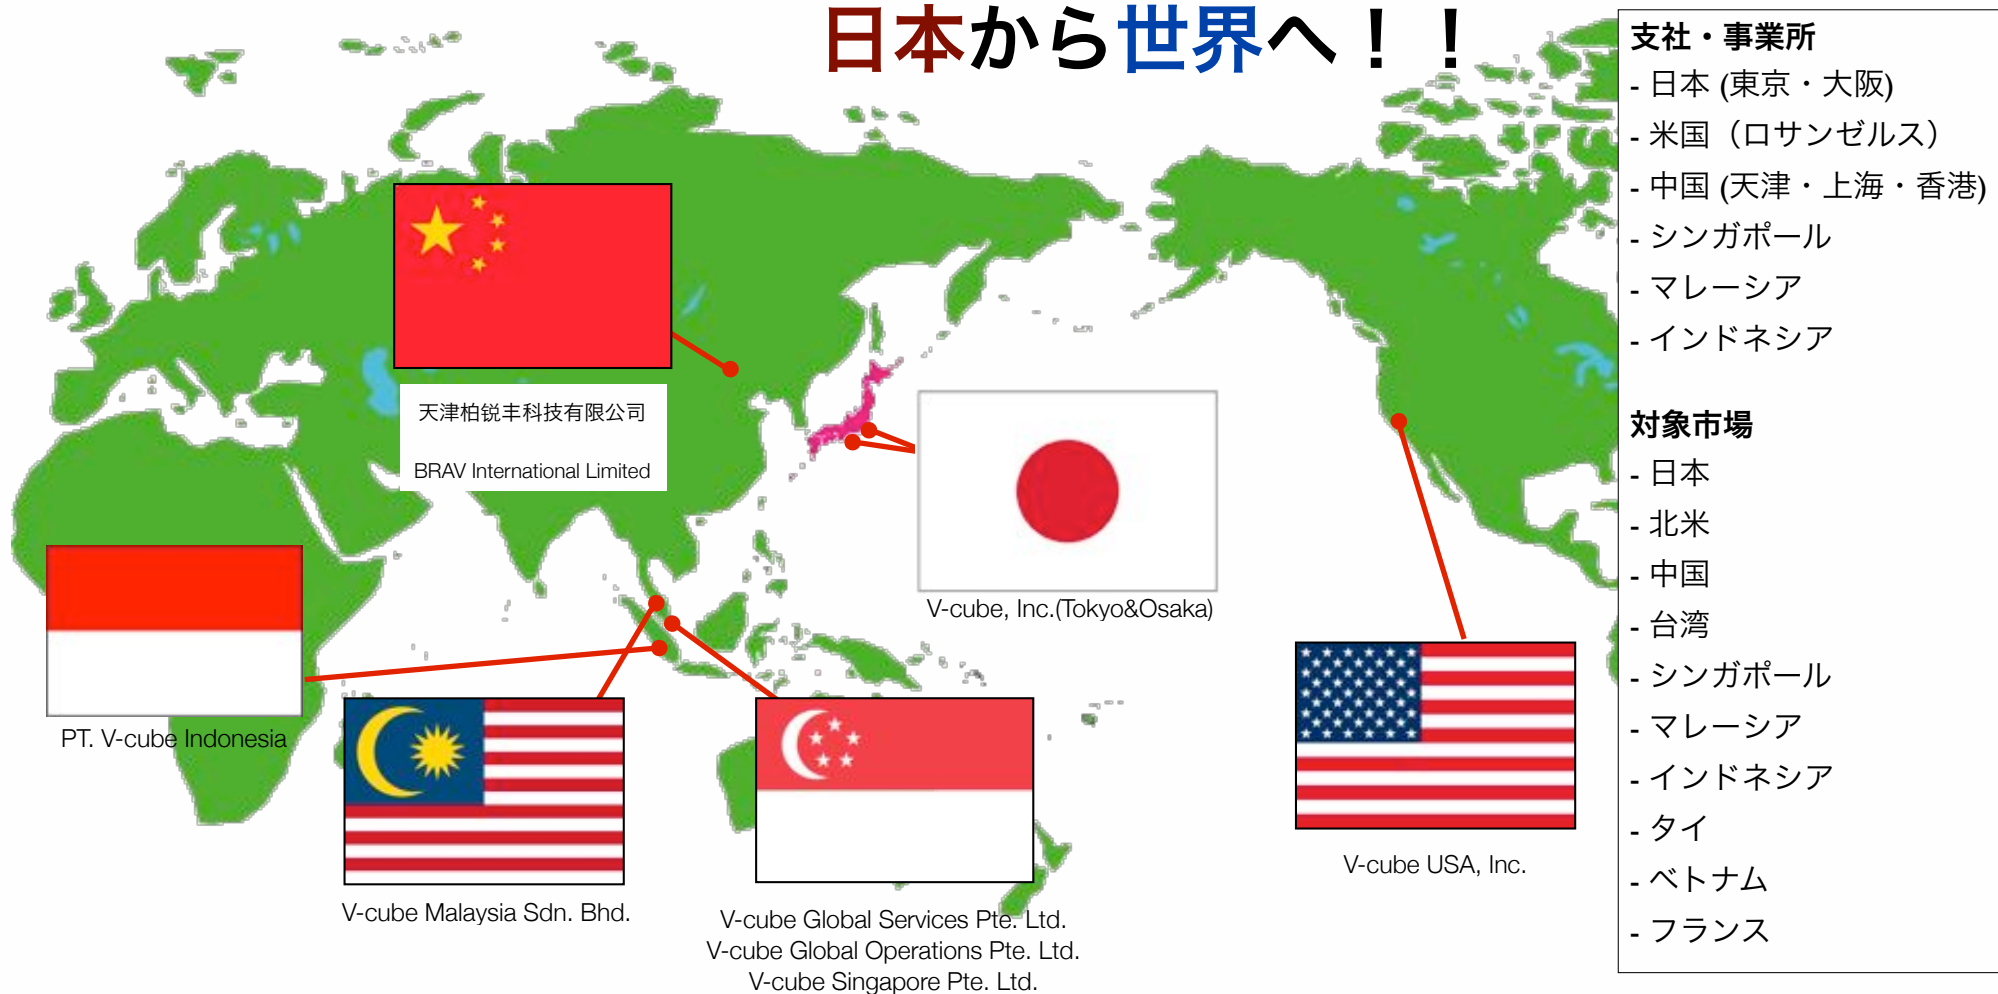 日本から世界へ！！
天津柏锐丰科技有限公司
BRAV International Limited
V-cube, Inc.(Tokyo&Osaka)
PT. V-cube Indonesia
V-cube Malaysia Sdn. Bhd.
V-cube Global Services Pte. Ltd.
V-cube Global Operations Pte. Ltd.
V-cube Singapore Pte. Ltd.
V-cube USA, Inc.
支社・事業所
- 日本 (東京・大阪)
- 米国（ロサンゼルス）
- 中国 (天津・上海・香港)
- シンガポール
- マレーシア
- インドネシア
対象市場
- 日本
- 北米
- 中国
- 台湾
- シンガポール
- マレーシア
- インドネシア
- タイ
- ベトナム
- フランス